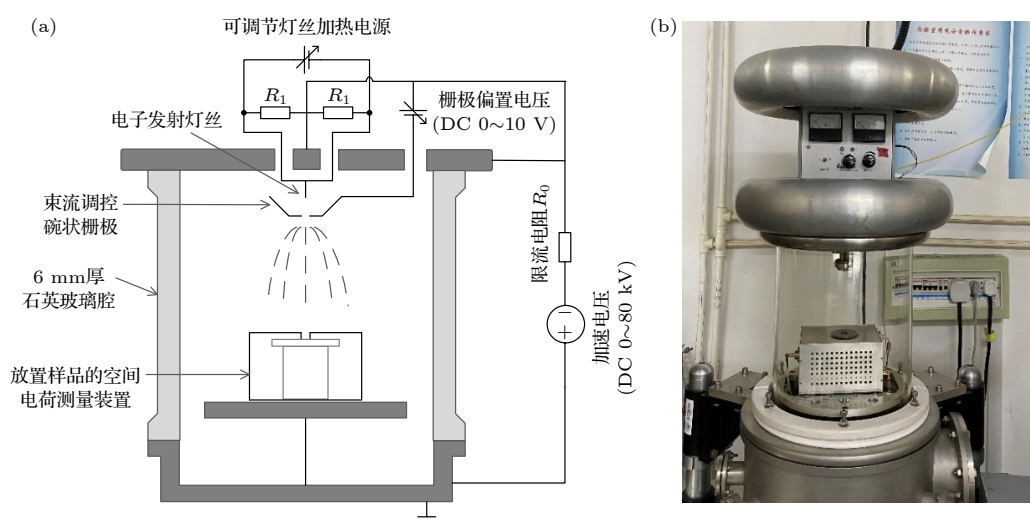 (a)
可调节灯丝加热电源
R1
R1
栅极偏置电压
(DC 0~10 V)
电子发射灯丝
束流调控
碗状栅极
6 mm厚
石英玻璃腔
放置样品的空间
电荷测量装置
限流电阻R0
加速电压
(DC 0~80 kV)
(b)